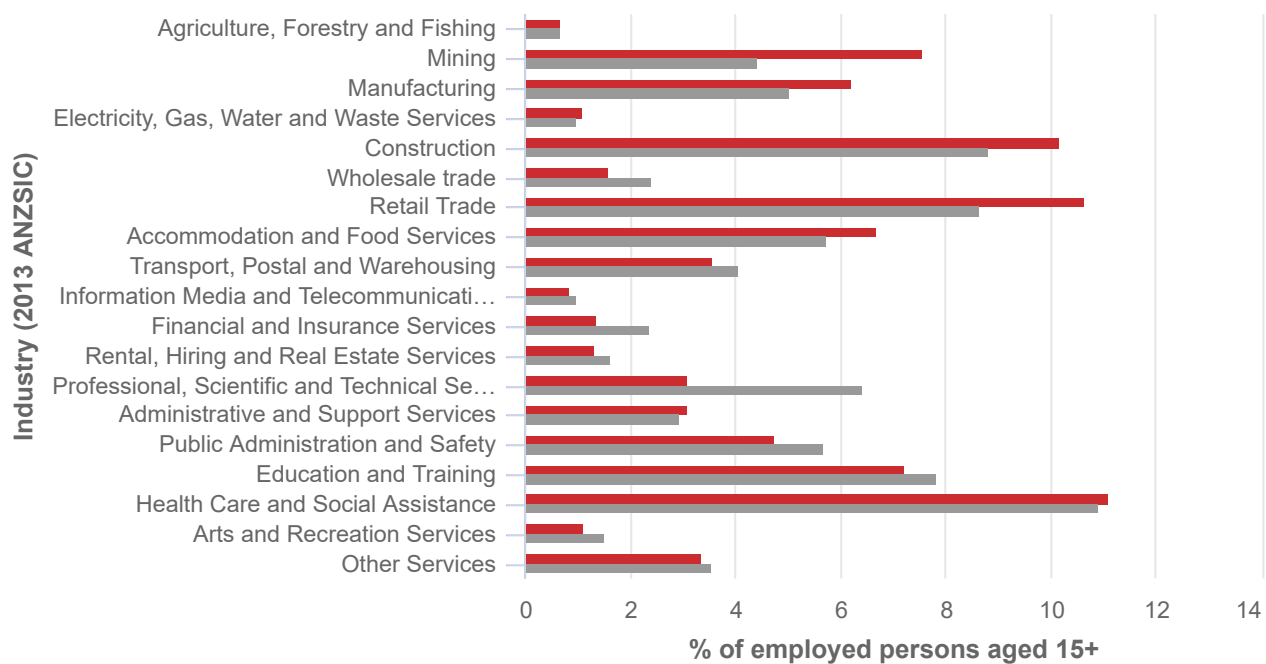 Agriculture, Forestry and Fishing
Mining
Manufacturing
Electricity, Gas, Water and Waste Services
Construction
Wholesale trade
Retail Trade
Accommodation and Food Services
Transport, Postal and Warehousing
Information Media and Telecommunicati…
Financial and Insurance Services
Rental, Hiring and Real Estate Services
Professional, Scientific and Technical Se…
Administrative and Support Services
Public Administration and Safety
Education and Training
Health Care and Social Assistance
Arts and Recreation Services
Other Services
Industry (2013 ANZSIC)
0 2 4 6 8 10 12 14
% of employed persons aged 15+